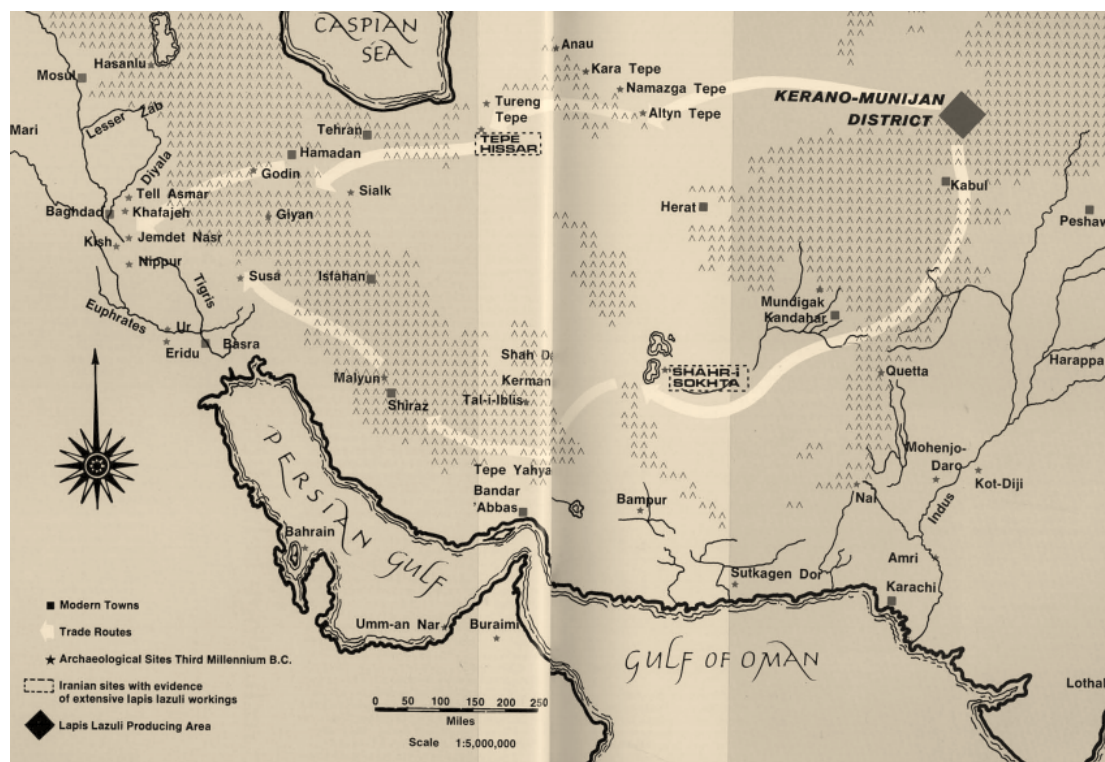 CASPIAN
SEA
Anau
Hasanlu
Mosul
Kara Tepe
Namazga Tepe
KERANO-MUNIJAN
DISTRICT
Tureng
Tepe
Altyn Tepe
Lesser Zab
Mari
Tehran
TEPE
HISSAR
Hamadan
Diyala
Godin
Sialk
Kabul
Tell Asmar
Baghdad
Khafajeh
Giyan
Herat
Peshaw
Kish
Jemdet Nasr
Nippur
Susa
Isfahan
Tigris
Mundigak
Kandahar
Euphrates
Ur
Eridu
Basra
Shah D
Harappa
Malyun
Kerman
SHAHR-I
SOKHTA
Quetta
Shiraz
Tal-i-Iblis
PERSIAN GULF
Tepe Yahya
Mohenjo-
Daro
Kot-Diji
Bandar
'Abbas
Bampur
Nal
Indus
Bahrain
Amri
Sutkagen Dor
Karachi
Umm-an Nar
Buraimi
GULF OF OMAN
Lothal
Modern Towns
Trade Routes
Archaeological Sites Third Millennium B.C.
Iranian sites with evidence
of extensive lapis lazuli workings
Lapis Lazuli Producing Area
0 50 100 150 200 250
Miles
Scale 1:5,000,000